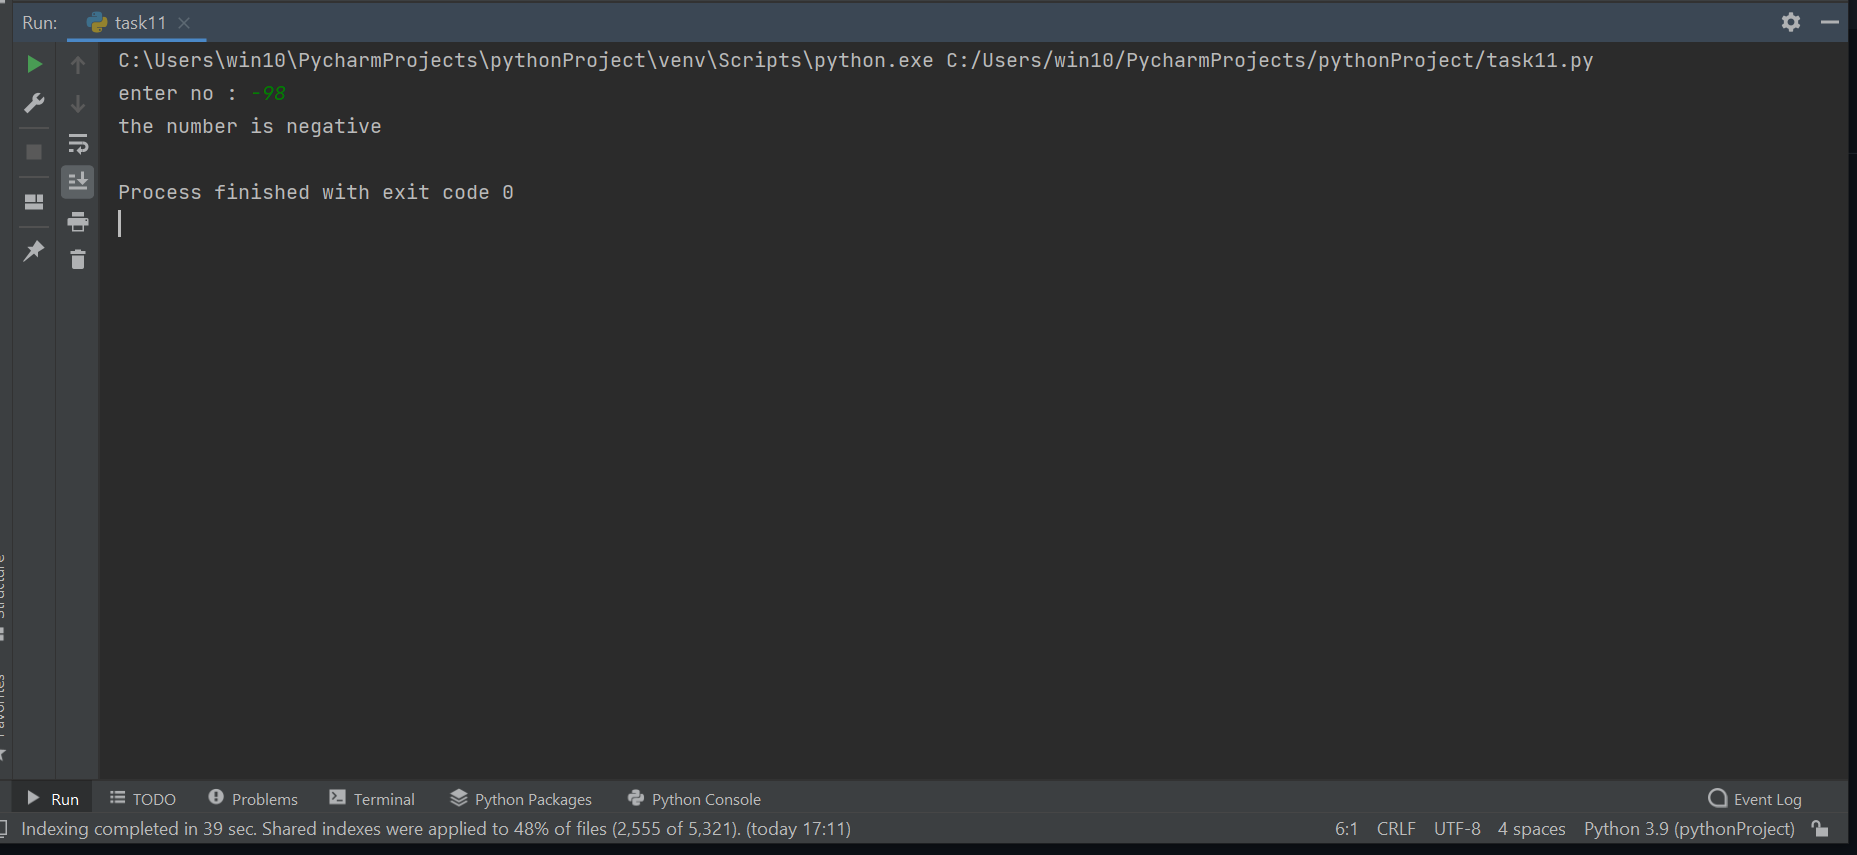 Run: task11
C:\Users\win10\PycharmProjects\pythonProject\venv\Scripts\python.exe C:/Users/win10/PycharmProjects/pythonProject/task11.py
enter no : -98
the number is negative
Process finished with exit code 0
Structure
Favorites
Run TODO Problems Terminal Python Packages Python Console Event Log
Indexing completed in 39 sec. Shared indexes were applied to 48% of files (2,555 of 5,321). (today 17:11) 6:1 CRLF UTF-8 4 spaces Python 3.9 (pythonProject)